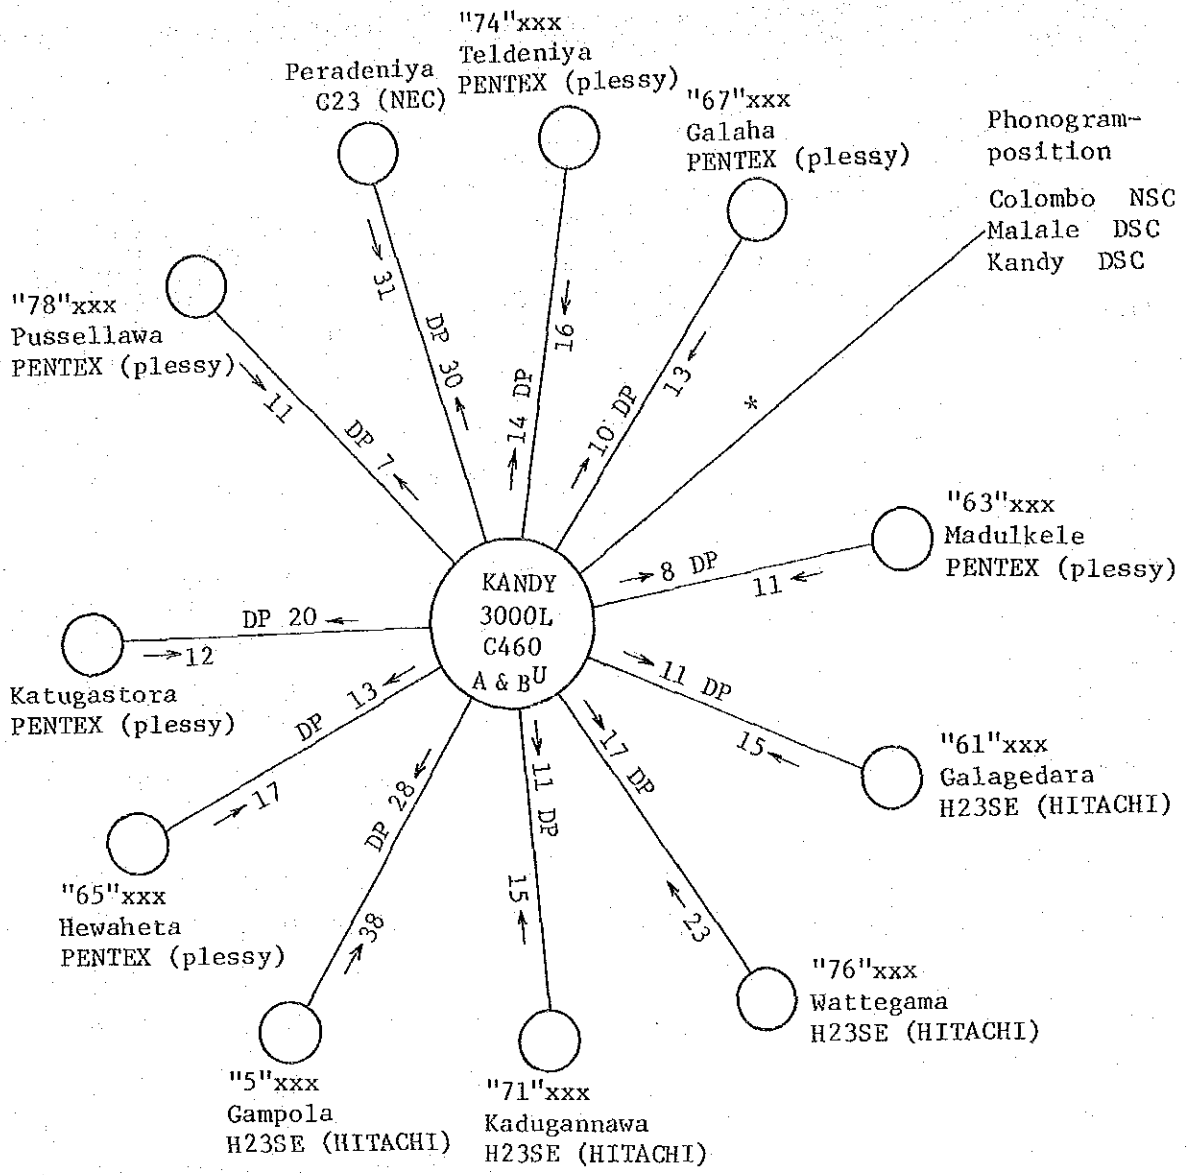 "74"xxx
Teldeniya
PENTEX (plessy)
Peradeniya
C23 (NEC)
"67"xxx
Galaha
PENTEX (plessy)
Phonogram-
position
Colombo NSC
Malale DSC
Kandy DSC
"78"xxx
Pussellawa
PENTEX (plessy)
→ 11
DP 7 ←
→ 31
DP 30 ←
→ 14 DP
16 ←
→ 10 DP
13 ←
*
"63"xxx
Madulkele
PENTEX (plessy)
→ 8 DP
11 ←
KANDY
3000L
C460
A & BU
DP 20 ←
→ 12
Katugastora
PENTEX (plessy)
DP 13 ←
→ 17
"65"xxx
Hewaheta
PENTEX (plessy)
DP 28 ←
→ 38
"5"xxx
Gampola
H23SE (HITACHI)
→ 11 DP
15 ←
"71"xxx
Kadugannawa
H23SE (HITACHI)
→ 17 DP
← 23
"76"xxx
Wattegama
H23SE (HITACHI)
→ 11 DP
15 ←
"61"xxx
Galagedara
H23SE (HITACHI)